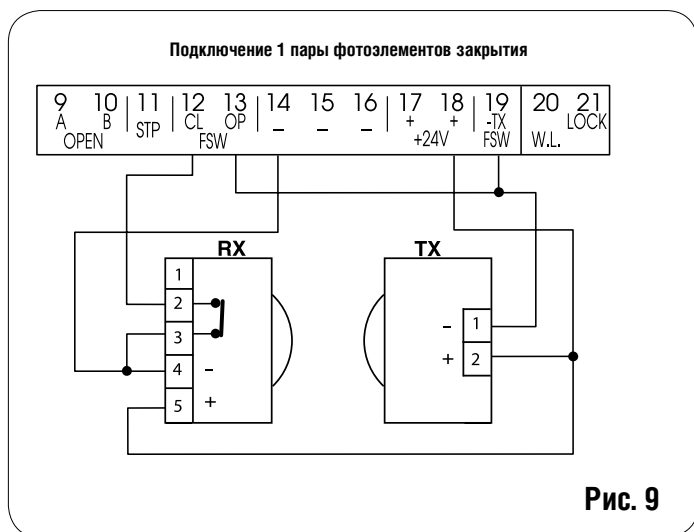 Подключение 1 пары фотоэлементов закрытия
9 10 11 12 13 14 15 16 17 18 19 20 21
A B STP CL OP – – – + + -TX W.L. LOCK
OPEN FSW +24V FSW
RX TX
1
2
3
4 –
5 +
– 1
+ 2
Рис. 9